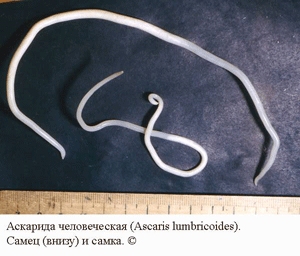 Аскарида человеческая (Ascaris lumbricoides).
Самец (внизу) и самка. ©